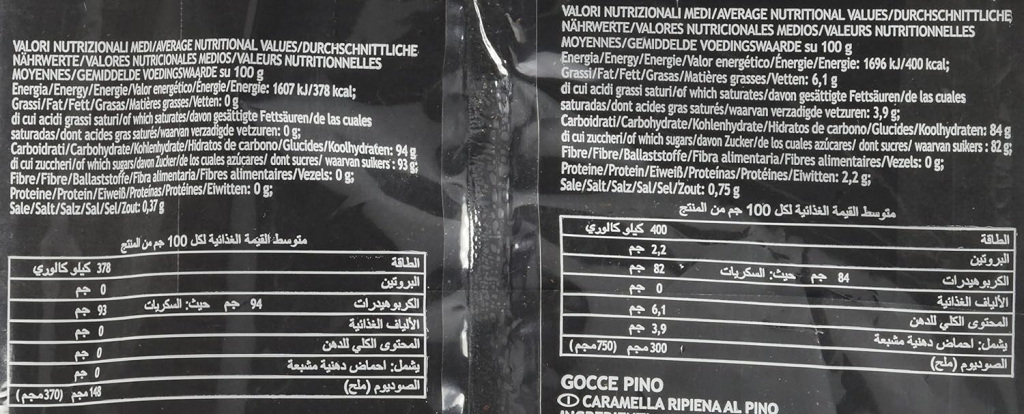 VALORI NUTRIZIONALI MEDI/AVERAGE NUTRITIONAL VALUES/DURCHSCHNITTLICHE
NÄHRWERTE/VALORES NUTRICIONALES MEDIOS/VALEURS NUTRITIONNELLES
MOYENNES/GEMIDDELDE VOEDINGSWAARDE su 100 g
Energia/Energy/Energie/Valor energético/Énergie/Energie: 1607 kJ/378 kcal;
Grassi/Fat/Fett/Grasas/Matières grasses/Vetten: 0 g
di cui acidi grassi saturi/of which saturates/davon gesättigte Fettsäuren/de las cuales
saturadas/dont acides gras saturés/waarvan verzadigde vetzuren: 0 g;
Carboidrati/Carbohydrate/Kohlenhydrate/Hidratos de carbono/Glucides/Koolhydraten: 94 g
di cui zuccheri/of which sugars/davon Zucker/de los cuales azúcares/ dont sucres/ waarvan suikers : 93 g;
Fibre/Fibre/Ballaststoffe/Fibra alimentaria/Fibres alimentaires/Vezels: 0 g;
Proteine/Protein/Eiweiß/Proteínas/Protéines/Eiwitten: 0 g;
Sale/Salt/Salz/Sal/Sel/Zout: 0,37 g
متوسط القيمة الغذائية لكل 100 جم من المنتج
الطاقة 378 كيلو كالوري
البروتين 0 جم
الكربوهيدرات 94 جم حيث: السكريات 93 جم
الألياف الغذائية 0 جم
المحتوى الكلي للدهن 0 جم
يشمل: احماض دهنية مشبعة 0 جم
الصوديوم (ملح) 148 مجم (370 مجم)
VALORI NUTRIZIONALI MEDI/AVERAGE NUTRITIONAL VALUES/DURCHSCHNITTLICHE
NÄHRWERTE/VALORES NUTRICIONALES MEDIOS/VALEURS NUTRITIONNELLES
MOYENNES/GEMIDDELDE VOEDINGSWAARDE su 100 g
Energia/Energy/Energie/Valor energético/Énergie/Energie: 1696 kJ/400 kcal;
Grassi/Fat/Fett/Grasas/Matières grasses/Vetten: 6,1 g
di cui acidi grassi saturi/of which saturates/davon gesättigte Fettsäuren/de las cuales
saturadas/dont acides gras saturés/waarvan verzadigde vetzuren: 3,9 g;
Carboidrati/Carbohydrate/Kohlenhydrate/Hidratos de carbono/Glucides/Koolhydraten: 84 g
di cui zuccheri/of which sugars/davon Zucker/de los cuales azúcares/ dont sucres/ waarvan suikers : 82 g;
Fibre/Fibre/Ballaststoffe/Fibra alimentaria/Fibres alimentaires/Vezels: 0 g;
Proteine/Protein/Eiweiß/Proteínas/Protéines/Eiwitten: 2,2 g;
Sale/Salt/Salz/Sal/Sel/Zout: 0,75 g
متوسط القيمة الغذائية لكل 100 جم من المنتج
الطاقة 400 كيلو كالوري
البروتين 2,2 جم
الكربوهيدرات 84 جم حيث: السكريات 82 جم
الألياف الغذائية 0 جم
المحتوى الكلي للدهن 6,1 جم
يشمل: احماض دهنية مشبعة 3,9 جم
الصوديوم (ملح) 300 مجم (750 مجم)
GOCCE PINO
I CARAMELLA RIPIENA AL PINO